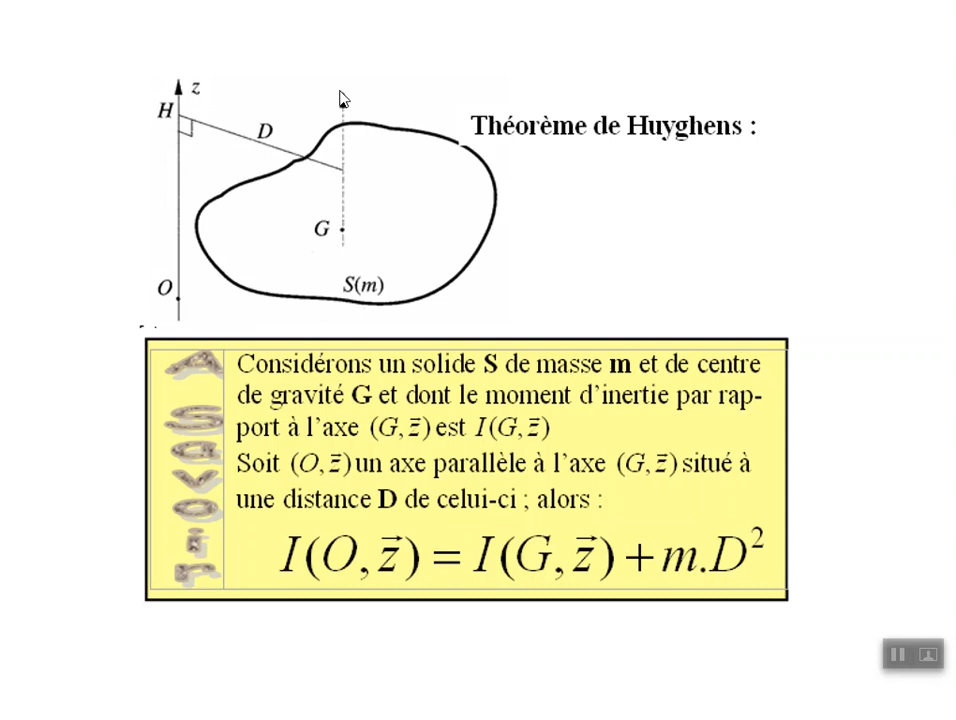 z
H
D
Théorème de Huyghens :
G
S(m)
O
A Savoir
Considérons un solide S de masse m et de centre
de gravité G et dont le moment d’inertie par rap-
port à l’axe (G, z⃗) est I(G, z⃗)
Soit (O, z⃗) un axe parallèle à l’axe (G, z⃗) situé à
une distance D de celui-ci ; alors :
I(O, z⃗) = I(G, z⃗) + m.D²